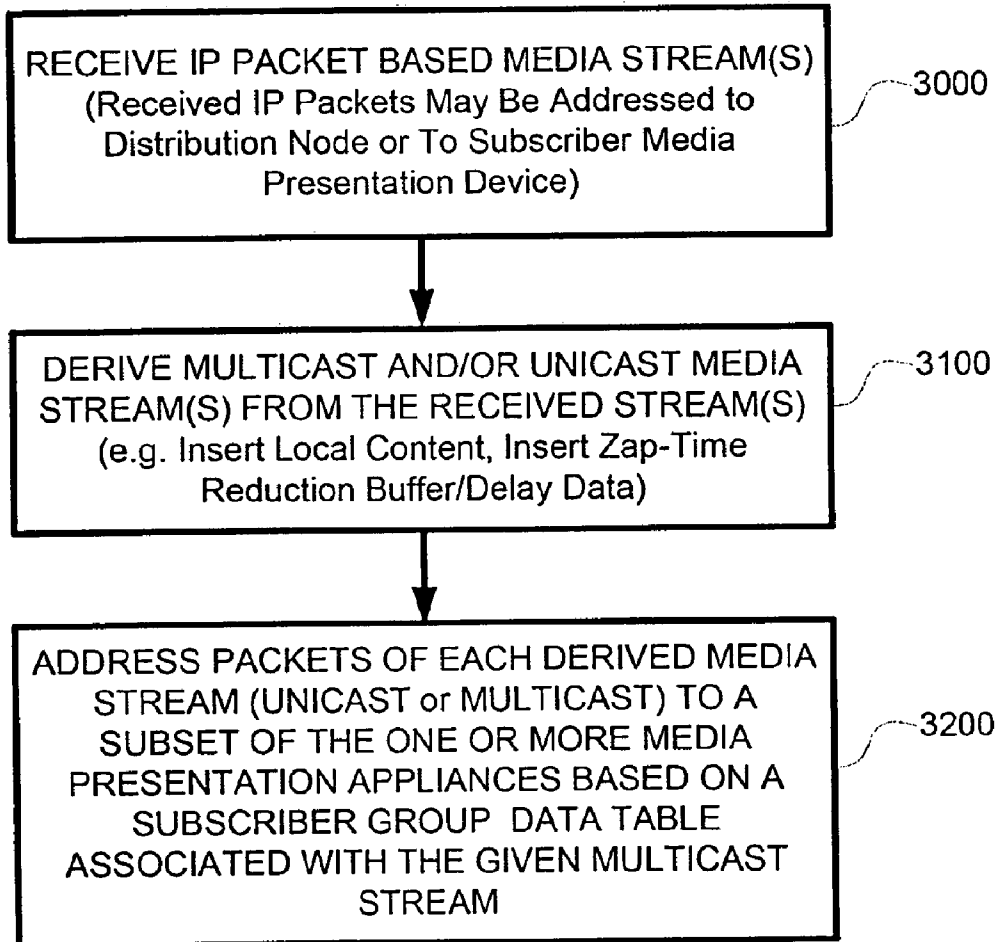 RECEIVE IP PACKET BASED MEDIA STREAM(S)
(Received IP Packets May Be Addressed to
Distribution Node or To Subscriber Media
Presentation Device)
3000
DERIVE MULTICAST AND/OR UNICAST MEDIA
STREAM(S) FROM THE RECEIVED STREAM(S)
(e.g. Insert Local Content, Insert Zap-Time
Reduction Buffer/Delay Data)
3100
ADDRESS PACKETS OF EACH DERIVED MEDIA
STREAM (UNICAST or MULTICAST) TO A
SUBSET OF THE ONE OR MORE MEDIA
PRESENTATION APPLIANCES BASED ON A
SUBSCRIBER GROUP DATA TABLE
ASSOCIATED WITH THE GIVEN MULTICAST
STREAM
3200